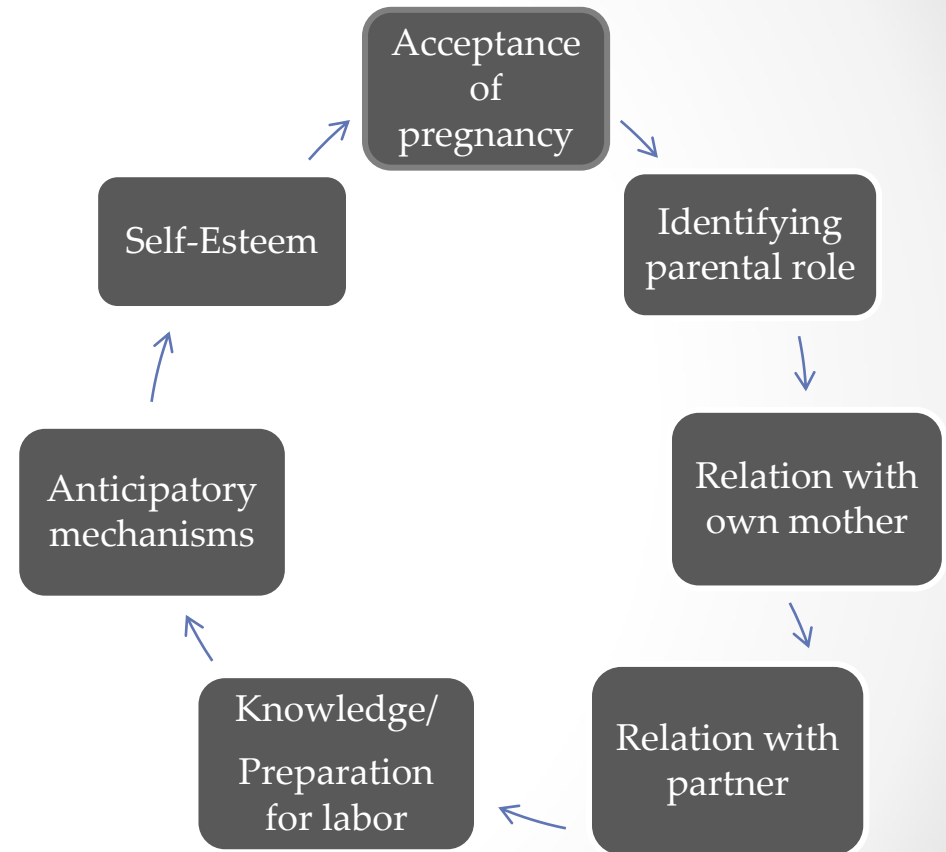 Acceptance
of
pregnancy
Identifying
parental role
Relation with
own mother
Relation with
partner
Knowledge/
Preparation
for labor
Anticipatory
mechanisms
Self-Esteem